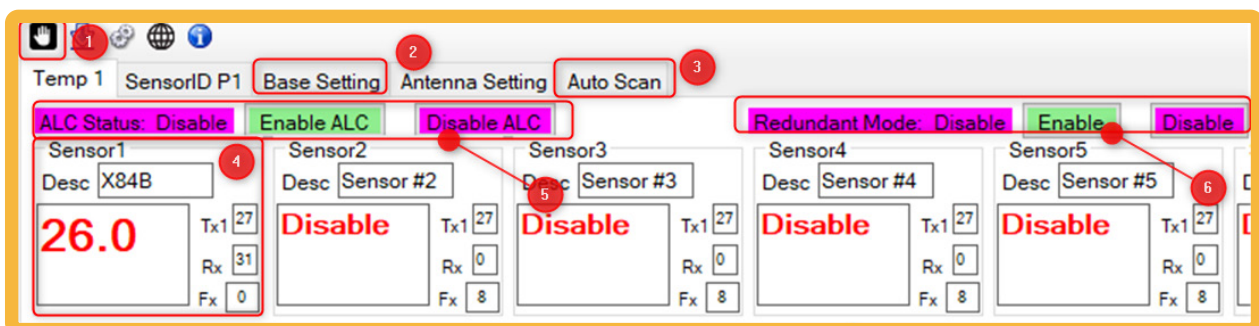 1
2
3
Temp 1 SensorID P1 Base Setting Antenna Setting Auto Scan
ALC Status: Disable Enable ALC Disable ALC Redundant Mode: Disable Enable Disable
Sensor1 Sensor2 Sensor3 Sensor4 Sensor5
4
Desc X84B Desc Sensor #2 Desc Sensor #3 Desc Sensor #4 Desc Sensor #5
5
6
26.0 Tx1 27 Disable Tx1 27 Disable Tx1 27 Disable Tx1 27 Disable Tx1 27
Rx 31 Rx 0 Rx 0 Rx 0 Rx 0
Fx 0 Fx 8 Fx 8 Fx 8 Fx 8